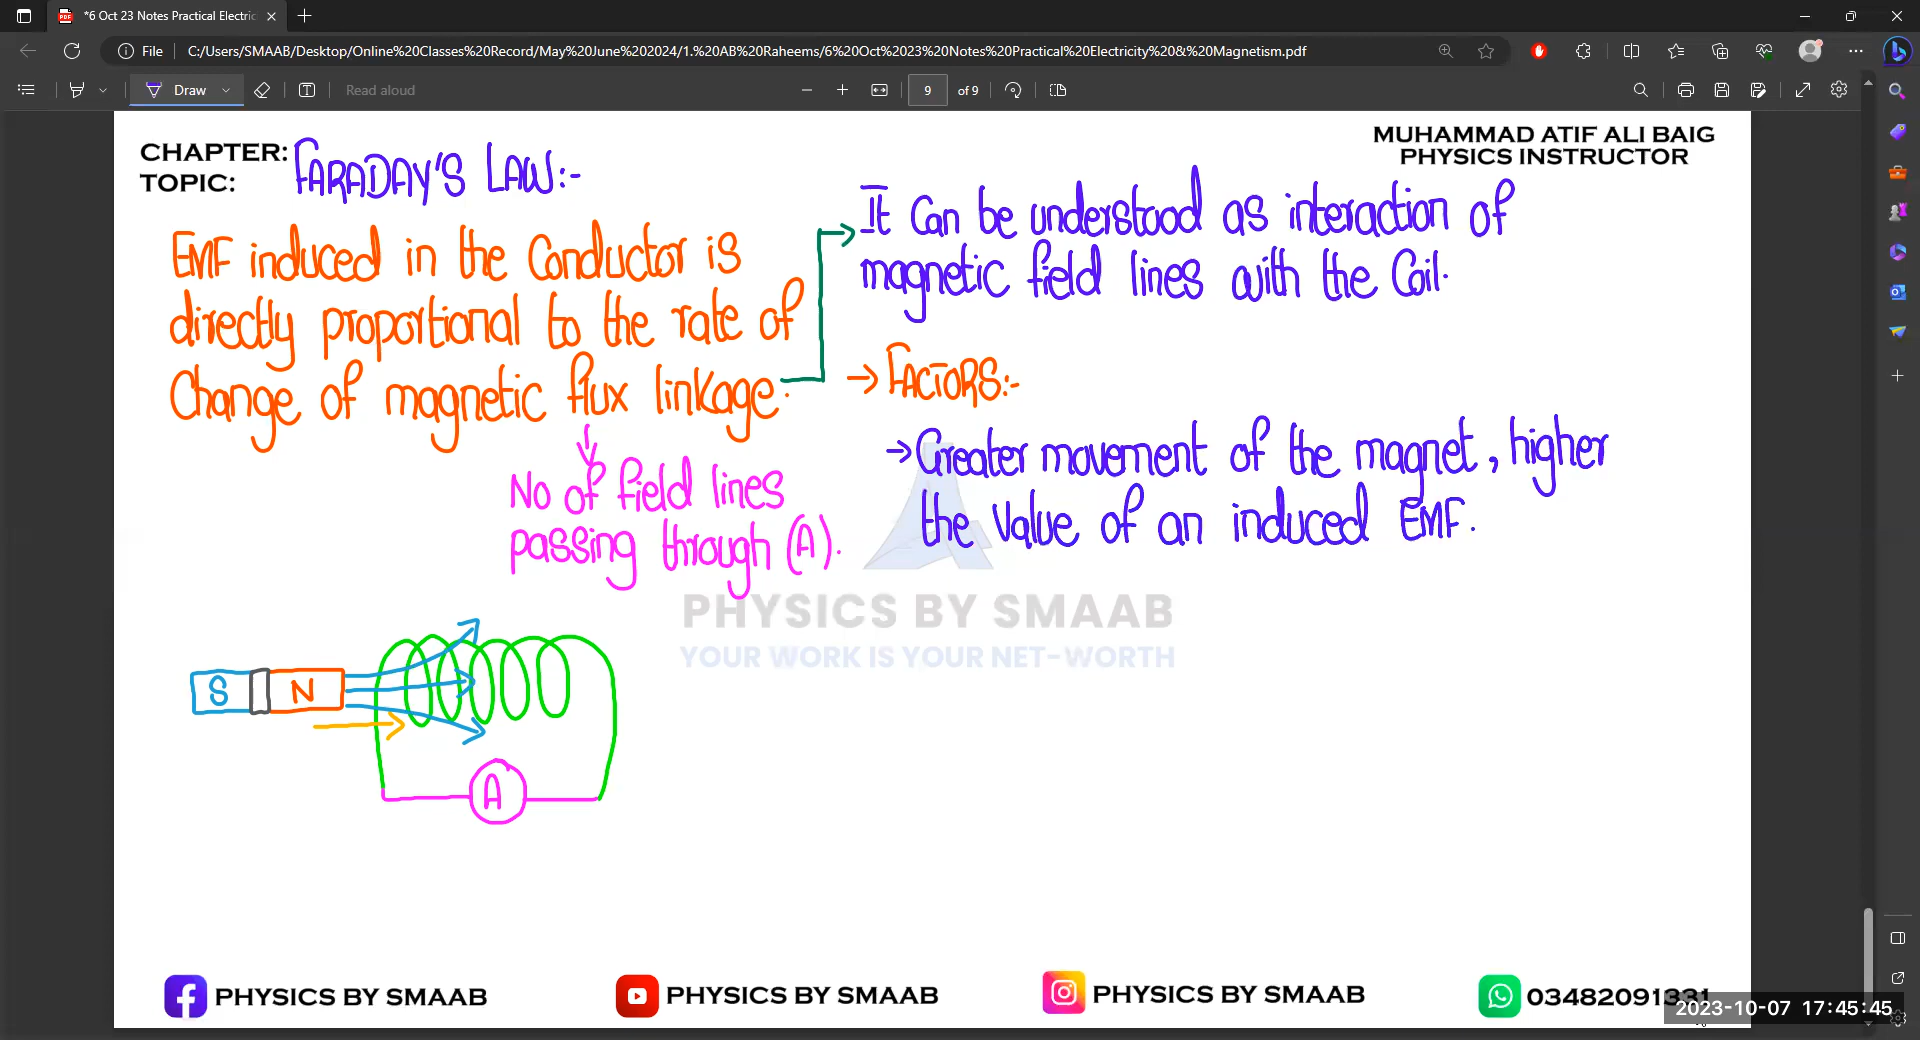 *6 Oct 23 Notes Practical Electric
File
C:/Users/SMAAB/Desktop/Online%20Classes%20Record/May%20June%202024/1.%20AB%20Raheems/6%20Oct%2023%20Notes%20Practical%20Electricity%20&%20Magnetism.pdf
Draw
Read aloud
9 of 9
CHAPTER:
TOPIC:
FARADAY'S LAW:-
MUHAMMAD ATIF ALI BAIG
PHYSICS INSTRUCTOR
EMF induced in the Conductor is
directly proportional to the rate of
Change of magnetic flux linkage.
No of field lines
passing through (A).
It Can be understood as interaction of
magnetic field lines with the Coil.
→ FACTORS:-
→ Greater movement of the magnet, higher
the value of an induced EMF.
PHYSICS BY SMAAB
YOUR WORK IS YOUR NET-WORTH
S N
A
PHYSICS BY SMAAB
PHYSICS BY SMAAB
PHYSICS BY SMAAB
03482091331
2023-10-07 17:45:45